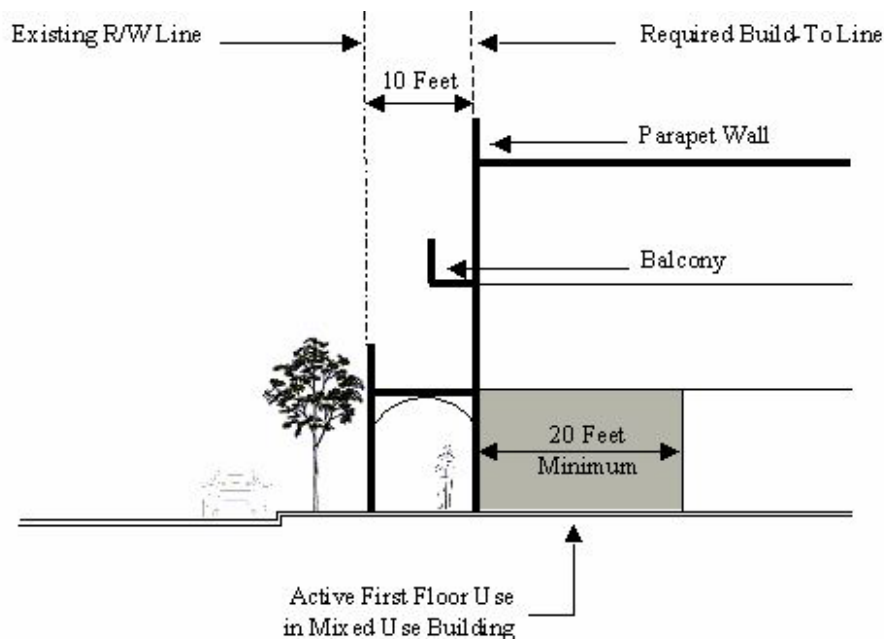 Existing R/W Line
Required Build-To Line
10 Feet
Parapet Wall
Balcony
20 Feet
Minimum
Active First Floor Use
in Mixed Use Building